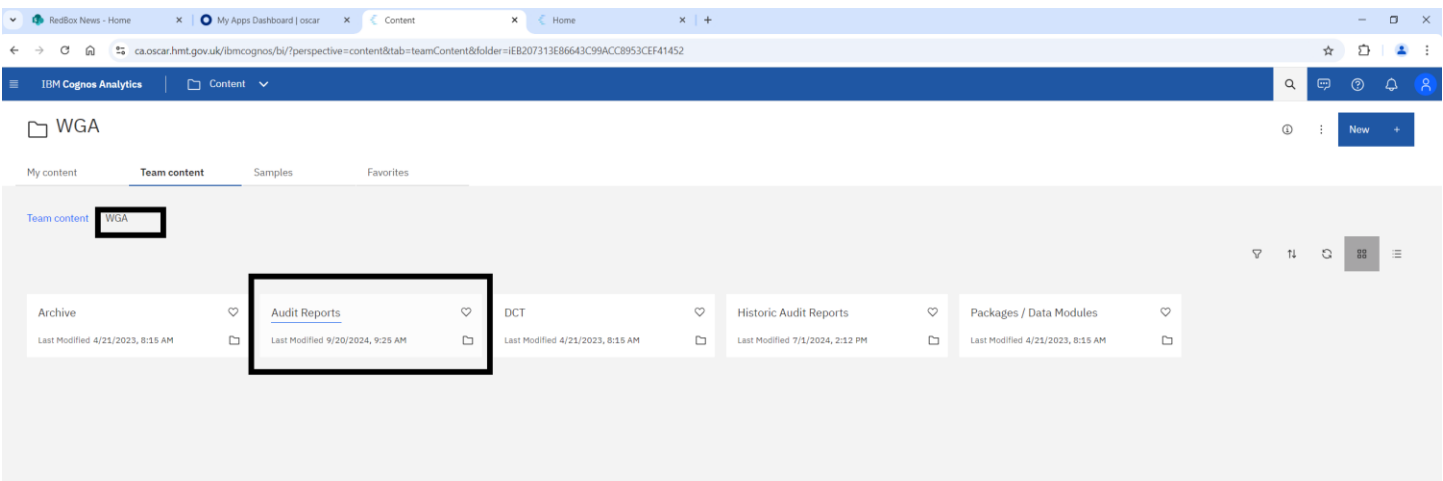 RedBox News - Home My Apps Dashboard | oscar Content Home
ca.oscar.hmt.gov.uk/ibmcognos/bi/?perspective=content&tab=teamContent&folder=iEB207313E86643C99ACC8953CEF41452
IBM Cognos Analytics Content
WGA
New +
My content Team content Samples Favorites
Team content WGA
Archive Audit Reports DCT Historic Audit Reports Packages / Data Modules
Last Modified 4/21/2023, 8:15 AM Last Modified 9/20/2024, 9:25 AM Last Modified 4/21/2023, 8:15 AM Last Modified 7/1/2024, 2:12 PM Last Modified 4/21/2023, 8:15 AM